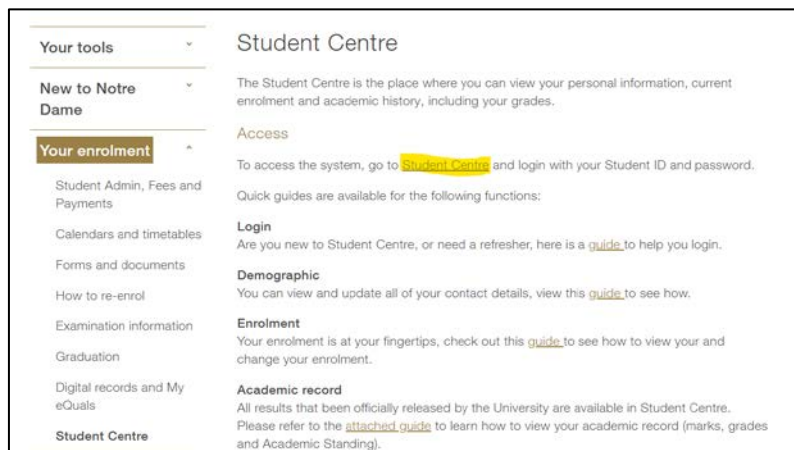 Your tools
New to Notre
Dame
Your enrolment
Student Admin, Fees and
Payments
Calendars and timetables
Forms and documents
How to re-enrol
Examination information
Graduation
Digital records and My
eQuals
Student Centre
Student Centre
The Student Centre is the place where you can view your personal information, current
enrolment and academic history, including your grades.
Access
To access the system, go to Student Centre and login with your Student ID and password.
Quick guides are available for the following functions:
Login
Are you new to Student Centre, or need a refresher, here is a guide to help you login.
Demographic
You can view and update all of your contact details, view this guide to see how.
Enrolment
Your enrolment is at your fingertips, check out this guide to see how to view your and
change your enrolment.
Academic record
All results that been officially released by the University are available in Student Centre.
Please refer to the attached guide to learn how to view your academic record (marks, grades
and Academic Standing).